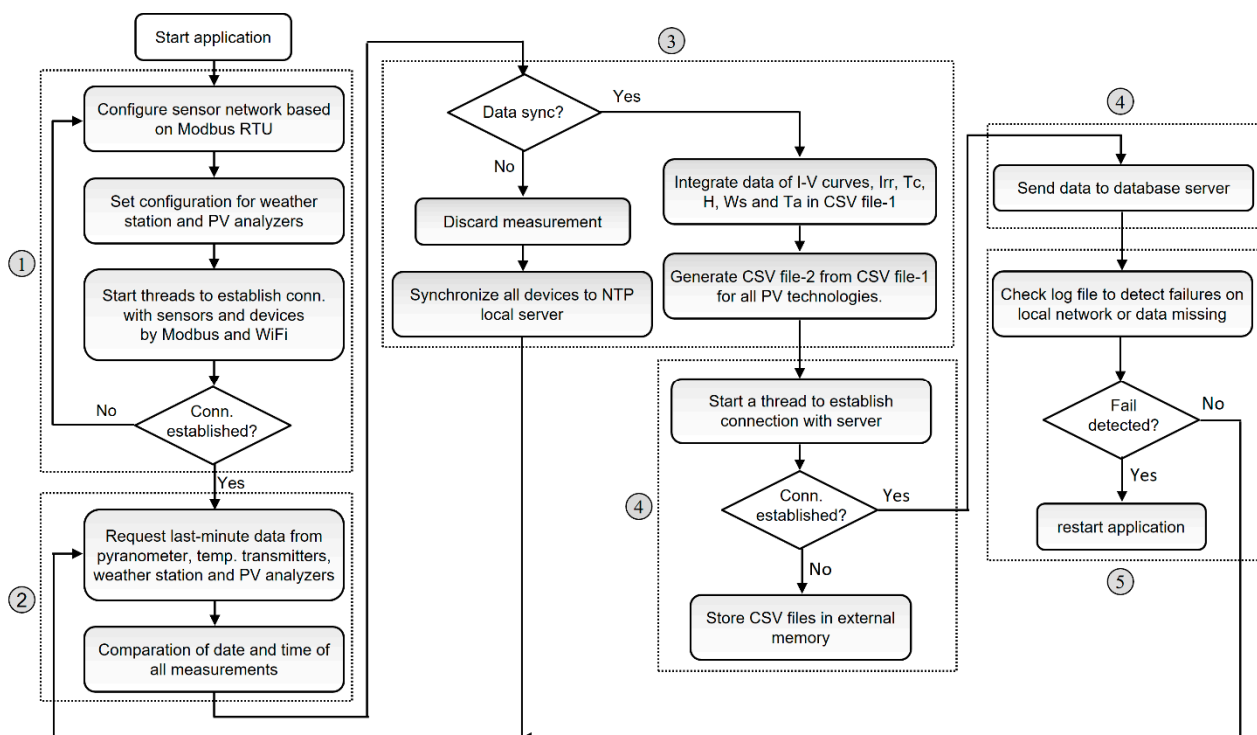 Start application
1
Configure sensor network based
on Modbus RTU
Set configuration for weather
station and PV analyzers
Start threads to establish conn.
with sensors and devices
by Modbus and WiFi
No
Conn.
established?
Yes
2
Request last-minute data from
pyranometer, temp. transmitters,
weather station and PV analyzers
Comparation of date and time of
all measurements
3
Data sync?
Yes
No
Discard measurement
Synchronize all devices to NTP
local server
Integrate data of I-V curves, Irr, Tc,
H, Ws and Ta in CSV file-1
Generate CSV file-2 from CSV file-1
for all PV technologies.
4
Start a thread to establish
connection with server
Conn.
established?
Yes
No
Store CSV files in external
memory
4
Send data to database server
Check log file to detect failures on
local network or data missing
Fail
detected?
No
Yes
restart application
5